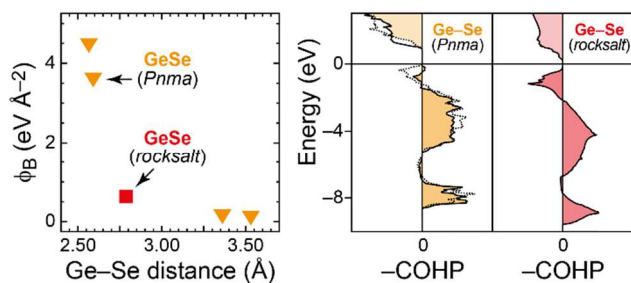 ϕB (eV Å−2)
4
2
0
GeSe
(Pnma)
GeSe
(rocksalt)
2.50 3.00 3.50
Ge–Se distance (Å)
Energy (eV)
0
−4
−8
Ge–Se
(Pnma)
Ge–Se
(rocksalt)
0 0
–COHP –COHP